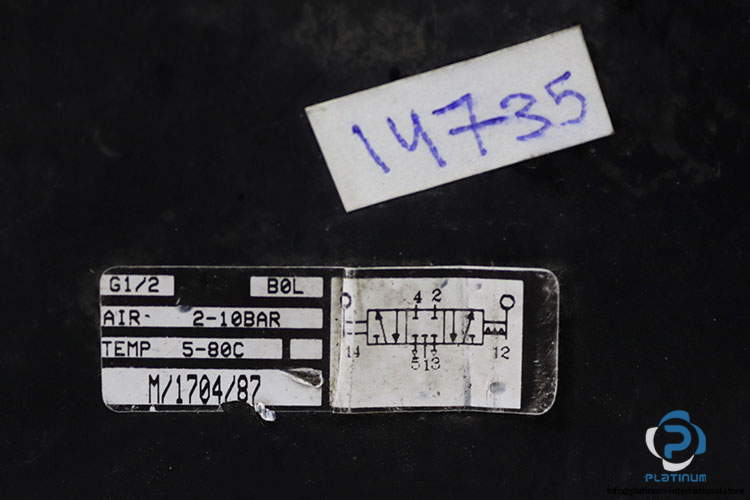 14735
G1/2 B0L
AIR- 2-10BAR
TEMP 5-80C
M/1704/87
4 2
14 12
5 1 3
PLATINUM